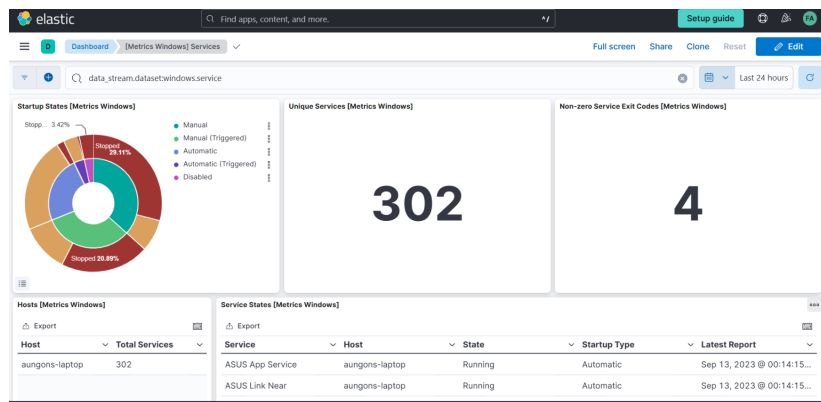 elastic
Find apps, content, and more.
^/
Setup guide
FA
D
Dashboard
[Metrics Windows] Services
Full screen
Share
Clone
Reset
Edit
data_stream.dataset:windows.service
Last 24 hours
Startup States [Metrics Windows]
Stopp... 3.42%
Stopped
29.11%
Stopped 20.89%
Manual
Manual (Triggered)
Automatic
Automatic (Triggered)
Disabled
Unique Services [Metrics Windows]
302
Non-zero Service Exit Codes [Metrics Windows]
4
Hosts [Metrics Windows]
Export
Host Total Services
aungons-laptop 302
Service States [Metrics Windows]
Export
Service Host State Startup Type Latest Report
ASUS App Service aungons-laptop Running Automatic Sep 13, 2023 @ 00:14:15...
ASUS Link Near aungons-laptop Running Automatic Sep 13, 2023 @ 00:14:15...